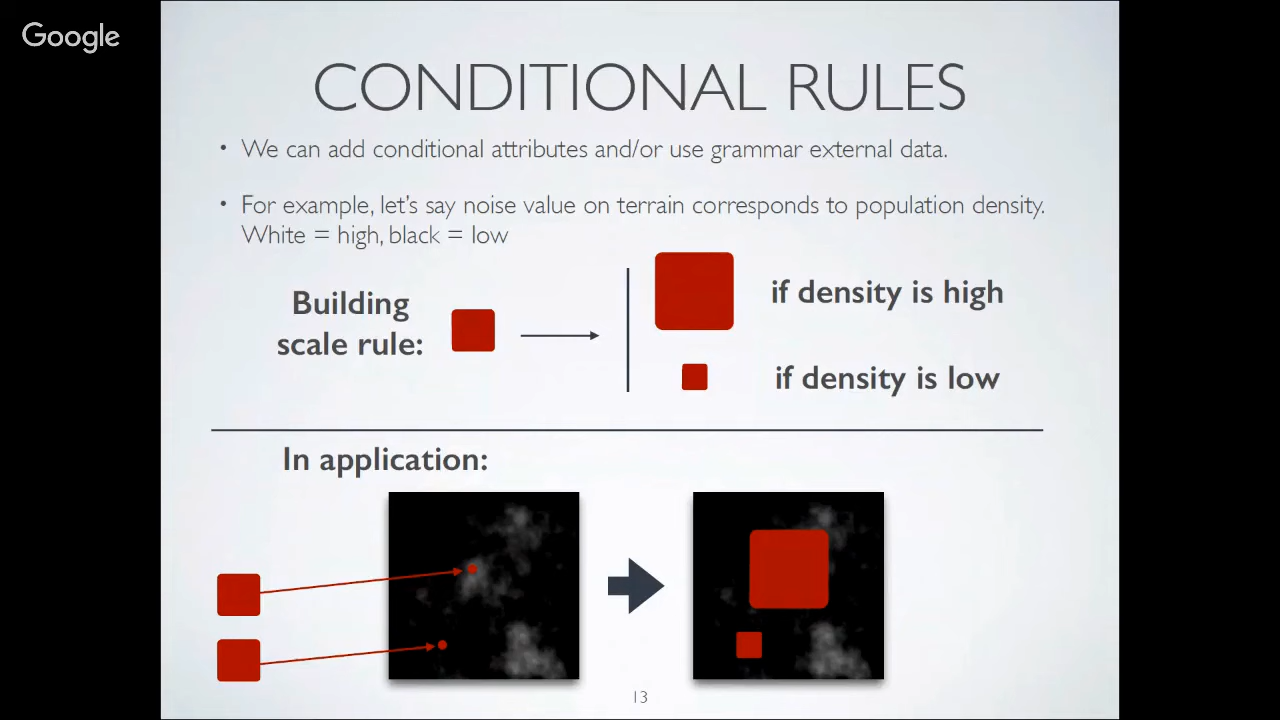 Google
CONDITIONAL RULES
• We can add conditional attributes and/or use grammar external data.
• For example, let's say noise value on terrain corresponds to population density.
White = high, black = low
Building
scale rule:
if density is high
if density is low
In application:
13